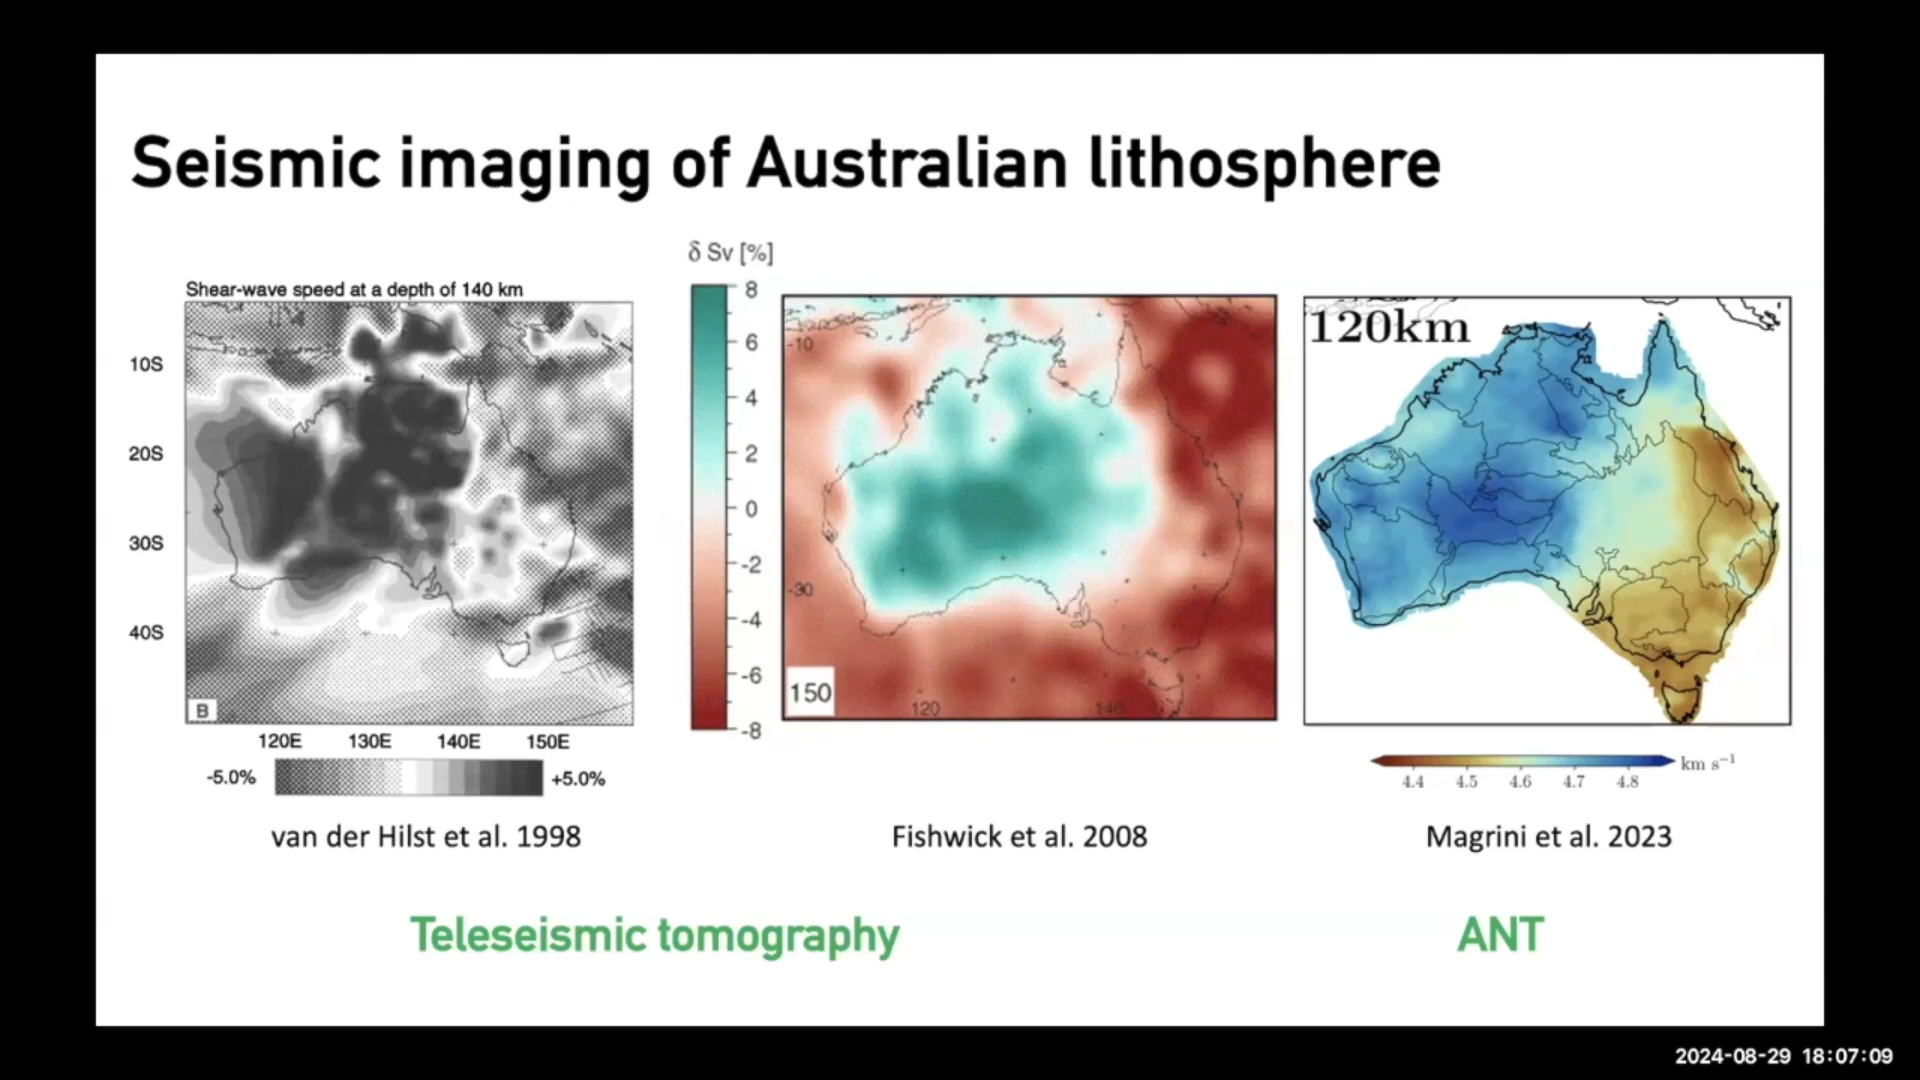 Seismic imaging of Australian lithosphere
Shear-wave speed at a depth of 140 km
10S
20S
30S
40S
B
120E 130E 140E 150E
-5.0% +5.0%
van der Hilst et al. 1998
δ Sv [%]
8
6
4
2
0
-2
-4
-6
-8
-10
-30
150
120 140
Fishwick et al. 2008
120km
4.4 4.5 4.6 4.7 4.8 km s⁻¹
Magrini et al. 2023
Teleseismic tomography
ANT
2024-08-29 18:07:09